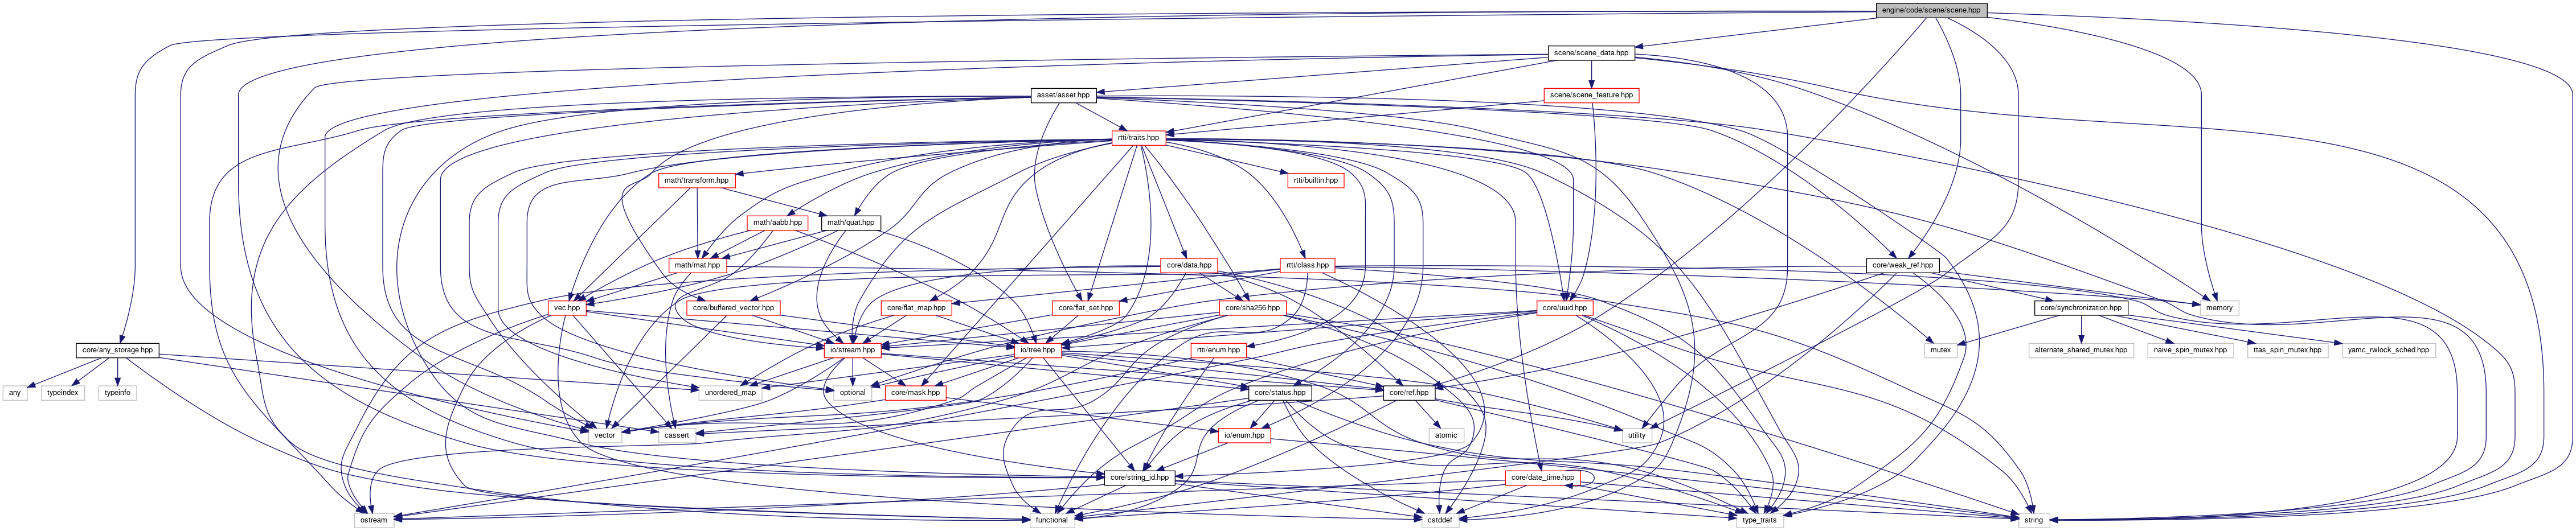 engine/code/scene/scene.hpp
scene/scene_data.hpp
asset/asset.hpp
scene/scene_feature.hpp
rtti/traits.hpp
math/transform.hpp
rtti/builtin.hpp
math/aabb.hpp
math/quat.hpp
math/mat.hpp
core/data.hpp
rtti/class.hpp
core/weak_ref.hpp
vec.hpp
core/buffered_vector.hpp
core/flat_map.hpp
core/flat_set.hpp
core/sha256.hpp
core/uuid.hpp
memory
core/synchronization.hpp
core/any_storage.hpp
io/stream.hpp
io/tree.hpp
rtti/enum.hpp
mutex
alternate_shared_mutex.hpp
naive_spin_mutex.hpp
ttas_spin_mutex.hpp
yamc_rwlock_sched.hpp
any
typeindex
typeinfo
unordered_map
optional
core/mask.hpp
core/status.hpp
core/ref.hpp
vector
cassert
io/enum.hpp
atomic
utility
core/string_id.hpp
core/date_time.hpp
ostream
functional
cstddef
type_traits
string